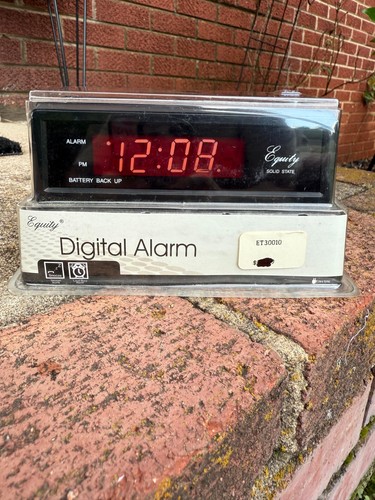 ALARM
12:08
Equity
PM
SOLID STATE
BATTERY BACK UP
Equity®
ET30010
Digital Alarm
$